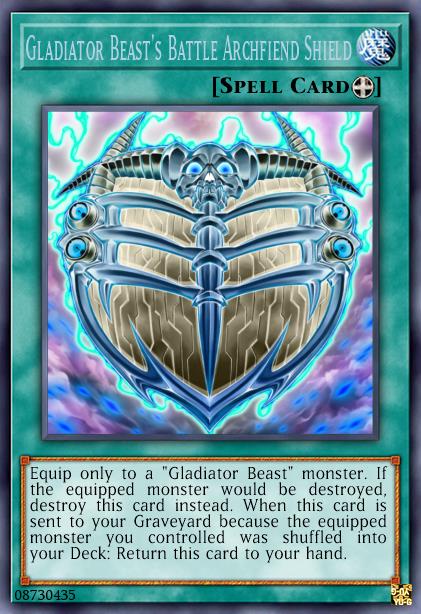 Gladiator Beast's Battle Archfiend Shield
[Spell Card]
Equip only to a "Gladiator Beast" monster. If
the equipped monster would be destroyed,
destroy this card instead. When this card is
sent to your Graveyard because the equipped
monster you controlled was shuffled into
your Deck: Return this card to your hand.
08730435